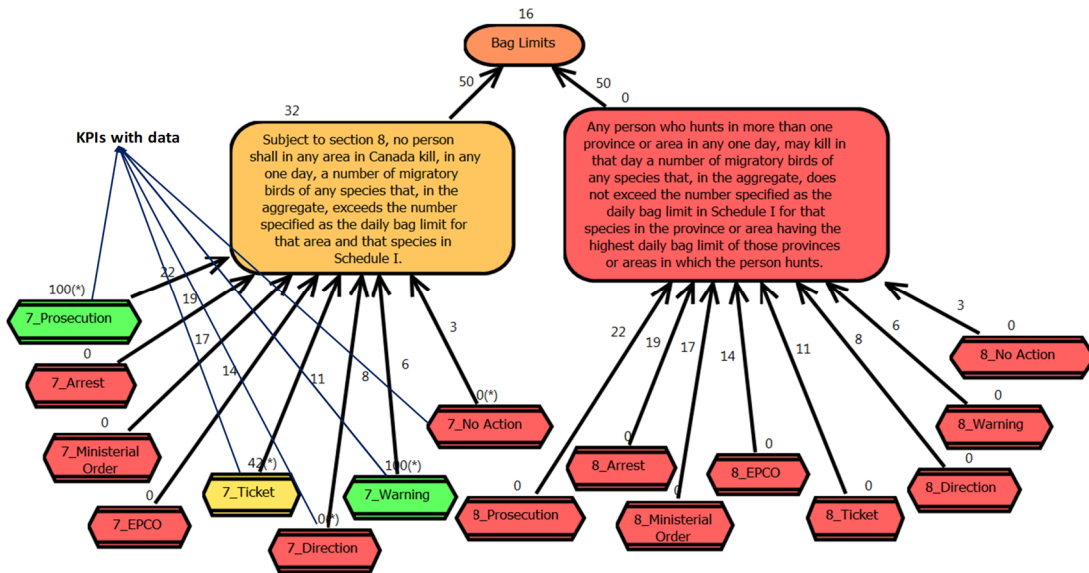 16
Bag Limits
50
50
32
0
KPIs with data
Subject to section 8, no person
shall in any area in Canada kill, in any
one day, a number of migratory
birds of any species that, in the
aggregate, exceeds the number
specified as the daily bag limit for
that area and that species in
Schedule I.
Any person who hunts in more than one
province or area in any one day, may kill in
that day a number of migratory birds of
any species that, in the aggregate, does
not exceed the number specified as the
daily bag limit in Schedule I for that
species in the province or area having the
highest daily bag limit of those provinces
or areas in which the person hunts.
100(*)
7_Prosecution
22
0
7_Arrest
19
0
7_Ministerial
Order
17
0
7_EPCO
14
42(*)
7_Ticket
11
0(*)
7_Direction
8
100(*)
7_Warning
6
0(*)
7_No Action
3
0
8_Prosecution
22
0
8_Arrest
19
0
8_Ministerial
Order
17
0
8_EPCO
14
0
8_Ticket
11
0
8_Direction
8
0
8_Warning
6
0
8_No Action
3